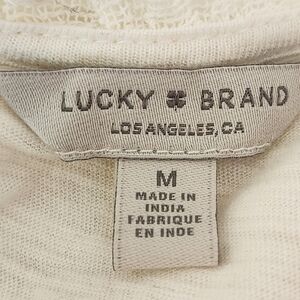 LUCKY BRAND
LOS ANGELES, CA
M
MADE IN
INDIA
FABRIQUE
EN INDE